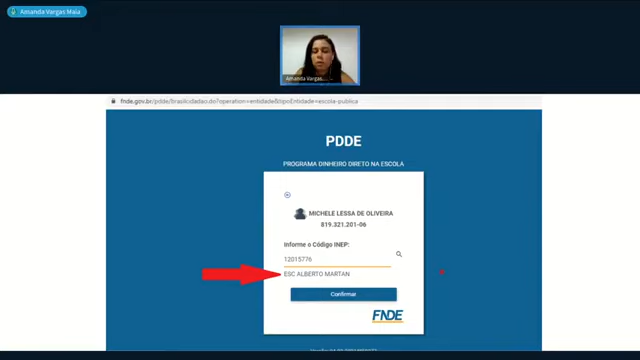 Amanda Vargas Maia
Amanda Vargas...
fnde.gov.br/pdde/brasilcidadao.do?operation=entidade&tipoEntidade=escola-publica
PDDE
PROGRAMA DINHEIRO DIRETO NA ESCOLA
MICHELE LESSA DE OLIVEIRA
819.321.201-06
Informe o Código INEP:
12015776
ESC ALBERTO MARTAN
Confirmar
FNDE